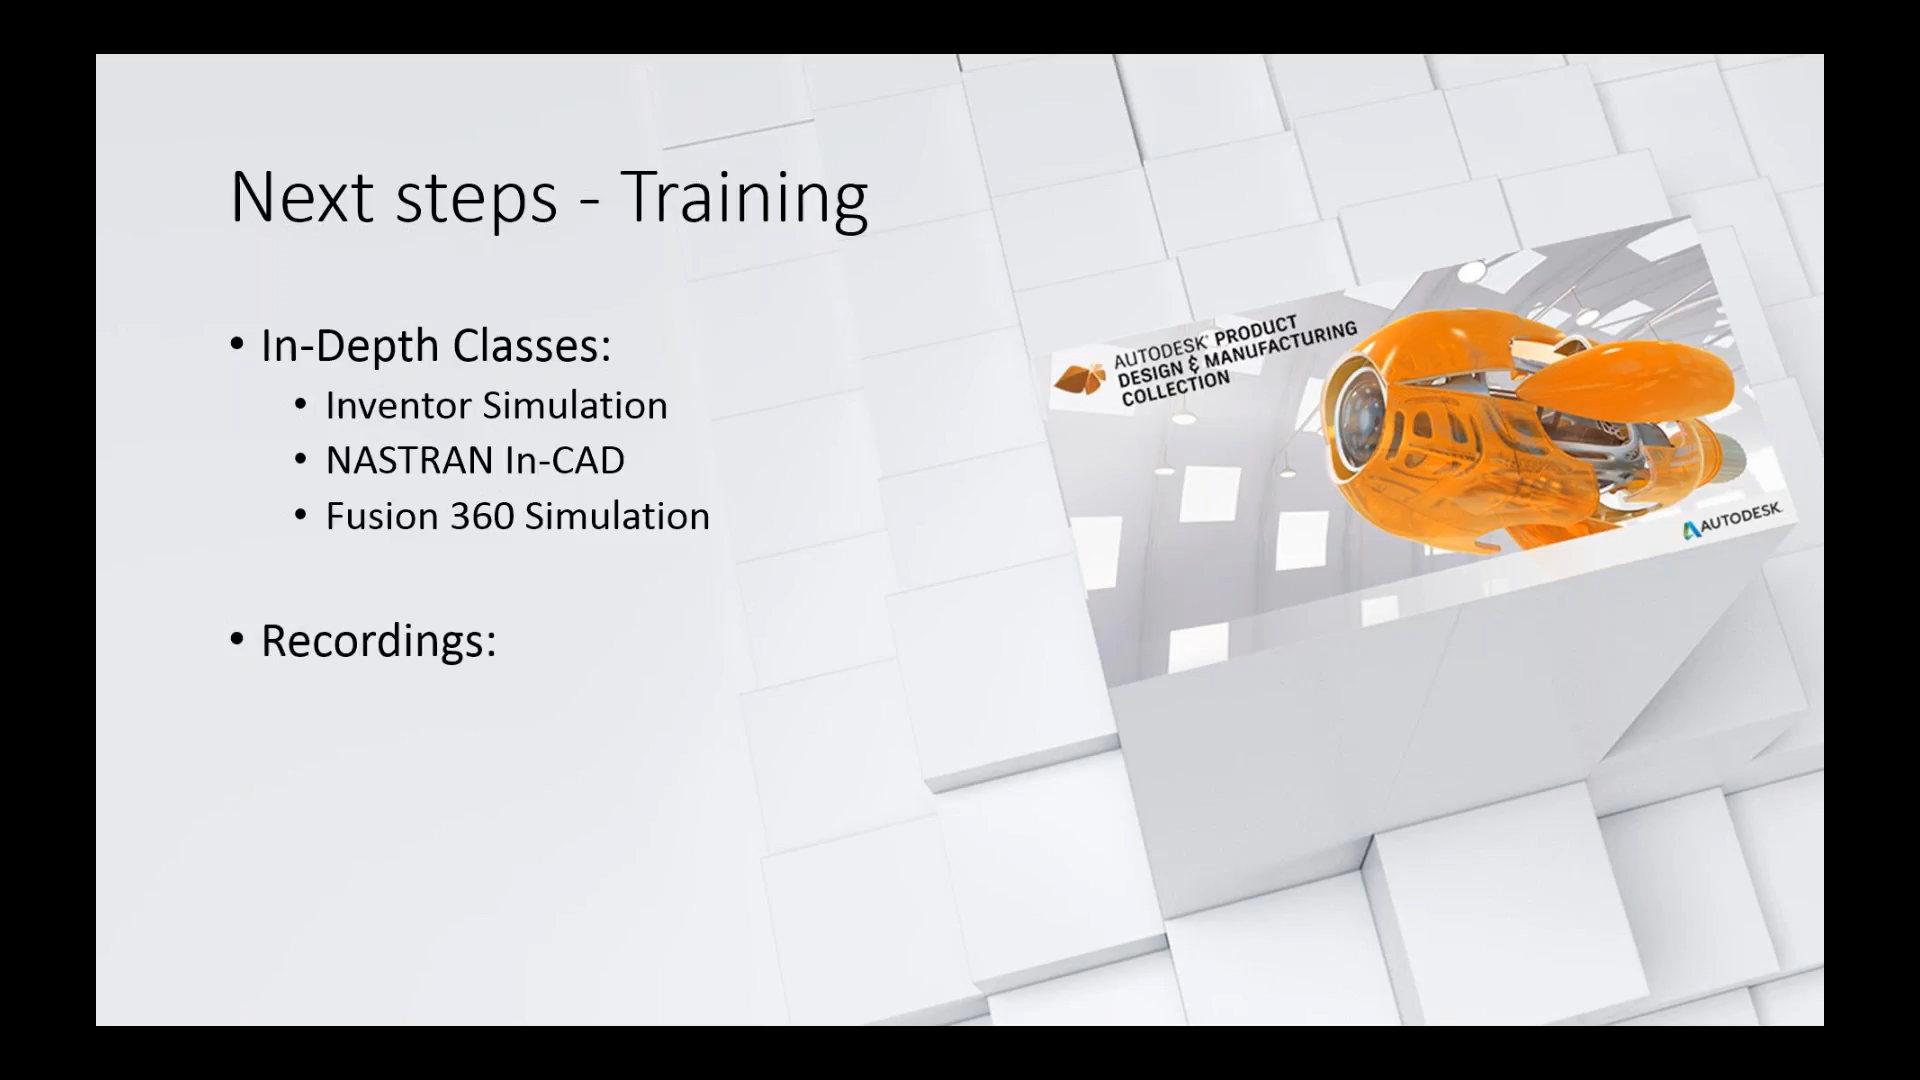 Next steps - Training
• In-Depth Classes:
• Inventor Simulation
• NASTRAN In-CAD
• Fusion 360 Simulation
• Recordings:
AUTODESK® PRODUCT
DESIGN & MANUFACTURING
COLLECTION
AUTODESK.